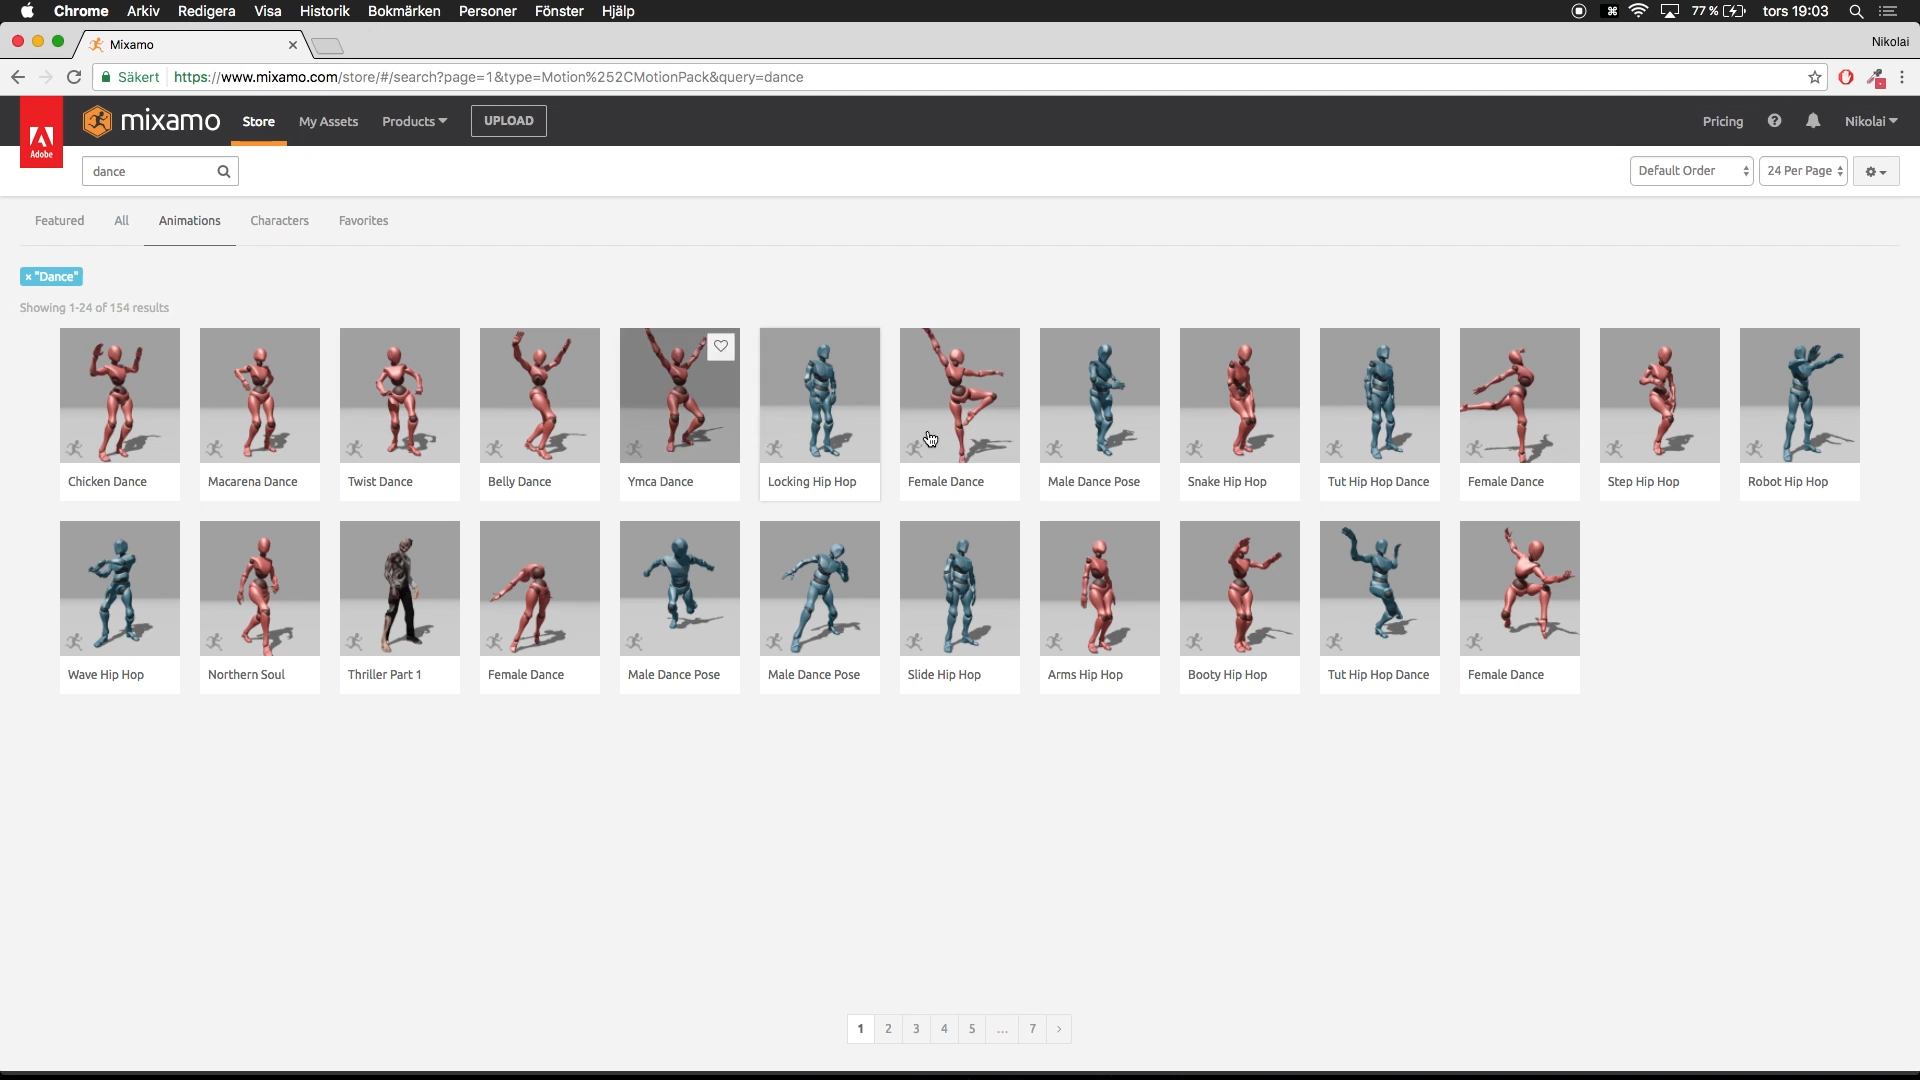 Chrome Arkiv Redigera Visa Historik Bokmärken Personer Fönster Hjälp 77 % tors 19:03
Mixamo Nikolai
Säkert https://www.mixamo.com/store/#/search?page=1&type=Motion%252CMotionPack&query=dance
Adobe mixamo Store My Assets Products UPLOAD Pricing Nikolai
dance Default Order 24 Per Page
Featured All Animations Characters Favorites
× "Dance"
Showing 1-24 of 154 results
Chicken Dance Macarena Dance Twist Dance Belly Dance Ymca Dance Locking Hip Hop Female Dance Male Dance Pose Snake Hip Hop Tut Hip Hop Dance Female Dance Step Hip Hop Robot Hip Hop
Wave Hip Hop Northern Soul Thriller Part 1 Female Dance Male Dance Pose Male Dance Pose Slide Hip Hop Arms Hip Hop Booty Hip Hop Tut Hip Hop Dance Female Dance
1 2 3 4 5 ... 7 >